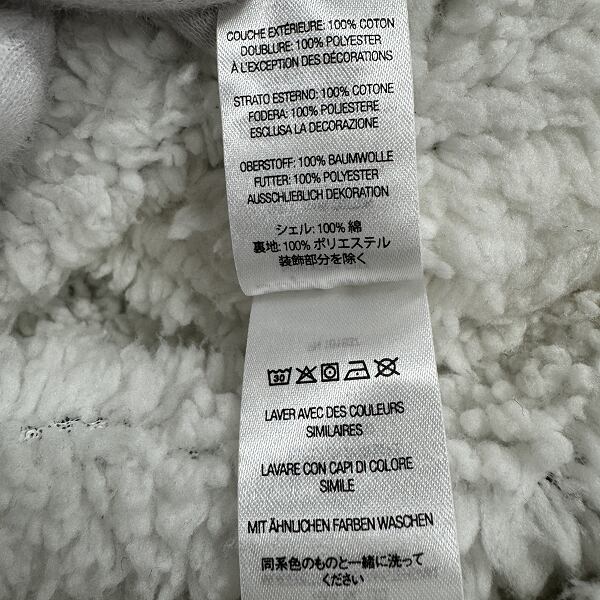 COUCHE EXTÉRIEURE: 100% COTON
DOUBLURE: 100% POLYESTER
À L'EXCEPTION DES DÉCORATIONS
STRATO ESTERNO: 100% COTONE
FODERA: 100% POLIESTERE
ESCLUSA LA DECORAZIONE
OBERSTOFF: 100% BAUMWOLLE
FUTTER: 100% POLYESTER
AUSSCHLIEßLICH DEKORATION
シェル: 100% 綿
裏地: 100% ポリエステル
装飾部分を除く
30
LAVER AVEC DES COULEURS
SIMILAIRES
LAVARE CON CAPI DI COLORE
SIMILE
MIT ÄHNLICHEN FARBEN WASCHEN
同系色のものと一緒に洗って
ください